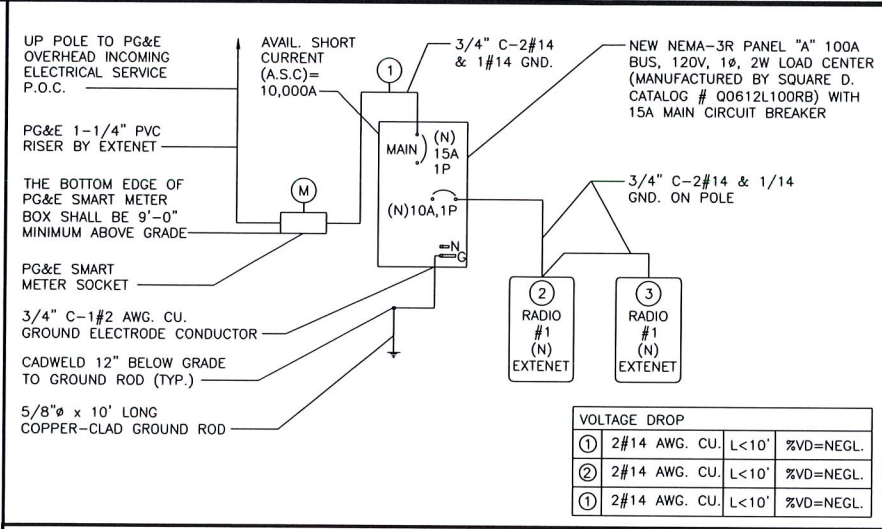 UP POLE TO PG&E
OVERHEAD INCOMING
ELECTRICAL SERVICE
P.O.C.
PG&E 1-1/4" PVC
RISER BY EXTENET
THE BOTTOM EDGE OF
PG&E SMART METER
BOX SHALL BE 9'-0"
MINIMUM ABOVE GRADE
PG&E SMART
METER SOCKET
3/4" C-1#2 AWG. CU.
GROUND ELECTRODE CONDUCTOR
CADWELD 12" BELOW GRADE
TO GROUND ROD (TYP.)
5/8"ø x 10' LONG
COPPER-CLAD GROUND ROD
M
AVAIL. SHORT
CURRENT
(A.S.C)=
10,000A
1
3/4" C-2#14
& 1#14 GND.
MAIN
(N)
15A
1P
(N)10A,1P
N
G
NEW NEMA-3R PANEL "A" 100A
BUS, 120V, 1ø, 2W LOAD CENTER
(MANUFACTURED BY SQUARE D.
CATALOG # Q0612L100RB) WITH
15A MAIN CIRCUIT BREAKER
3/4" C-2#14 & 1/14
GND. ON POLE
2
RADIO
#1
(N)
EXTENET
3
RADIO
#1
(N)
EXTENET
VOLTAGE DROP
1 2#14 AWG. CU. L<10' %VD=NEGL.
2 2#14 AWG. CU. L<10' %VD=NEGL.
1 2#14 AWG. CU. L<10' %VD=NEGL.